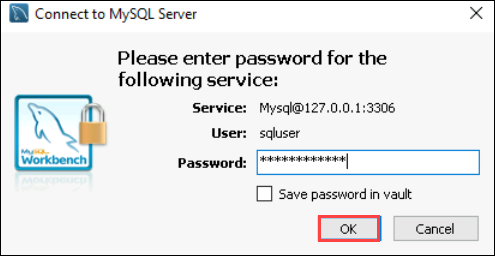 Connect to MySQL Server
Please enter password for the
following service:
Service: Mysql@127.0.0.1:3306
User: sqluser
Password: ************
Save password in vault
OK Cancel
MySQL
Workbench